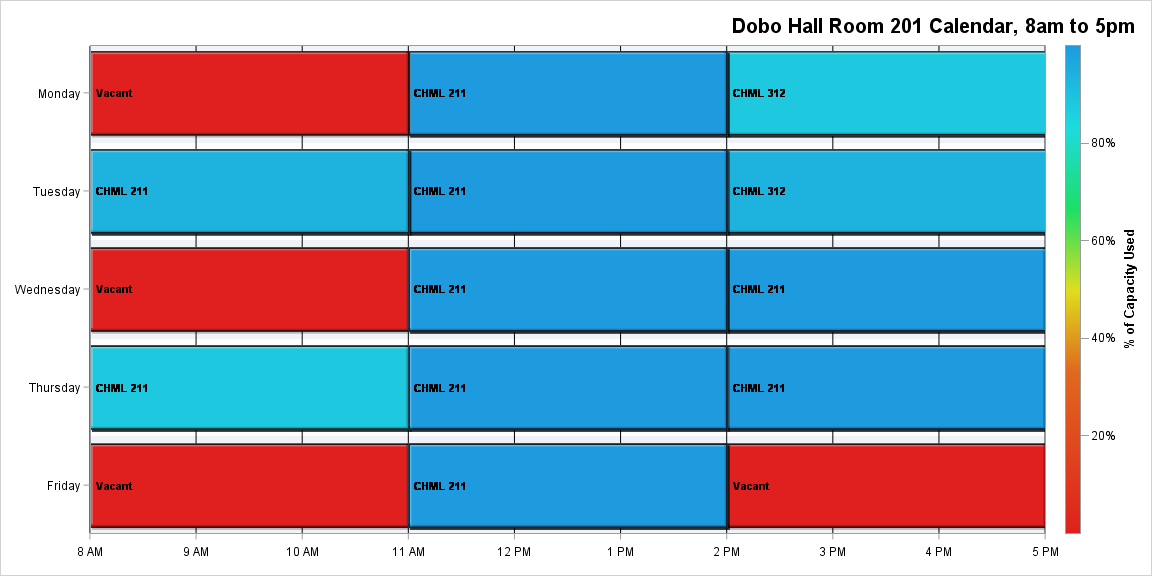 Dobo Hall Room 201 Calendar, 8am to 5pm
Monday
Vacant
CHML 211
CHML 312
Tuesday
CHML 211
CHML 211
CHML 312
Wednesday
Vacant
CHML 211
CHML 211
Thursday
CHML 211
CHML 211
CHML 211
Friday
Vacant
CHML 211
Vacant
8 AM 9 AM 10 AM 11 AM 12 PM 1 PM 2 PM 3 PM 4 PM 5 PM
80%
60%
40%
20%
% of Capacity Used